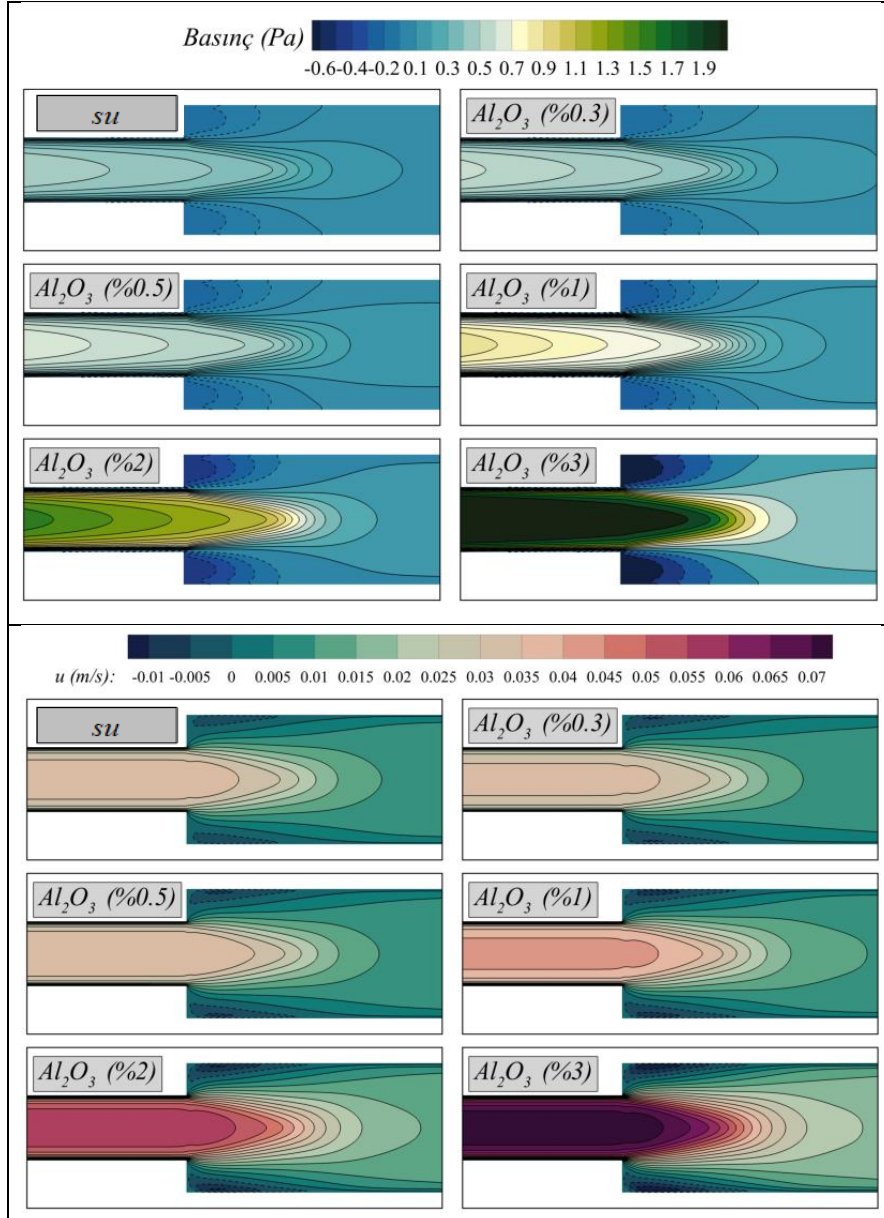 Basınç (Pa)
-0.6-0.4-0.2 0.1 0.3 0.5 0.7 0.9 1.1 1.3 1.5 1.7 1.9
su
Al₂O₃ (%0.3)
Al₂O₃ (%0.5)
Al₂O₃ (%1)
Al₂O₃ (%2)
Al₂O₃ (%3)
u (m/s): -0.01 -0.005 0 0.005 0.01 0.015 0.02 0.025 0.03 0.035 0.04 0.045 0.05 0.055 0.06 0.065 0.07
su
Al₂O₃ (%0.3)
Al₂O₃ (%0.5)
Al₂O₃ (%1)
Al₂O₃ (%2)
Al₂O₃ (%3)